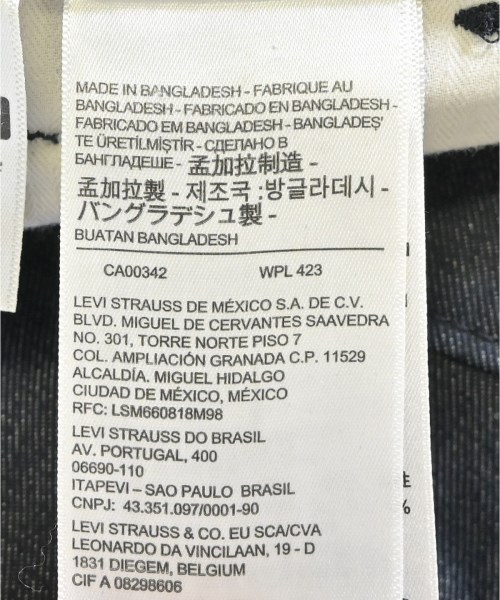 MADE IN BANGLADESH - FABRIQUE AU
BANGLADESH - FABRICADO EN BANGLADESH -
FABRICADO EM BANGLADESH - BANGLADEŞ'
TE ÜRETİLMİŞTİR - СДЕЛАНО В
БАНГЛАДЕШЕ - 孟加拉制造 -
孟加拉製 - 제조국 :방글라데시 -
バングラデシュ製 -
BUATAN BANGLADESH
CA00342 WPL 423
LEVI STRAUSS DE MÉXICO S.A. DE C.V.
BLVD. MIGUEL DE CERVANTES SAAVEDRA
NO. 301, TORRE NORTE PISO 7
COL. AMPLIACIÓN GRANADA C.P. 11529
ALCALDÍA. MIGUEL HIDALGO
CIUDAD DE MÉXICO, MÉXICO
RFC: LSM660818M98
LEVI STRAUSS DO BRASIL
AV. PORTUGAL, 400
06690-110
ITAPEVI – SAO PAULO BRASIL
CNPJ: 43.351.097/0001-90
LEVI STRAUSS & CO. EU SCA/CVA
LEONARDO DA VINCILAAN, 19 - D
1831 DIEGEM, BELGIUM
CIF A 08298606